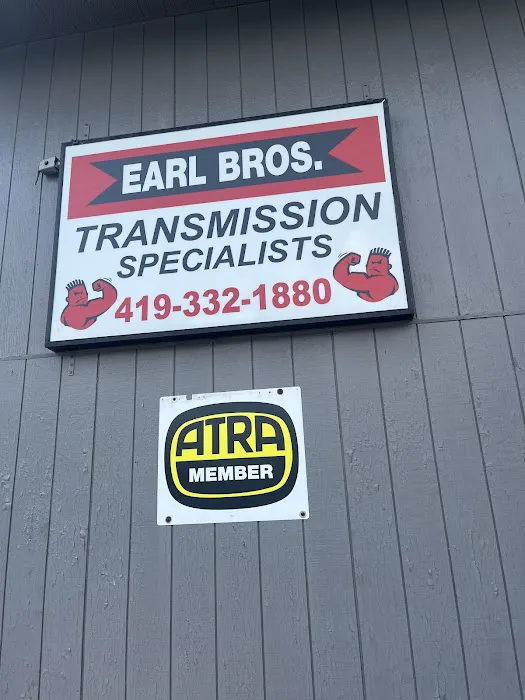 EARL BROS.
TRANSMISSION
SPECIALISTS
419-332-1880
ATRA
MEMBER